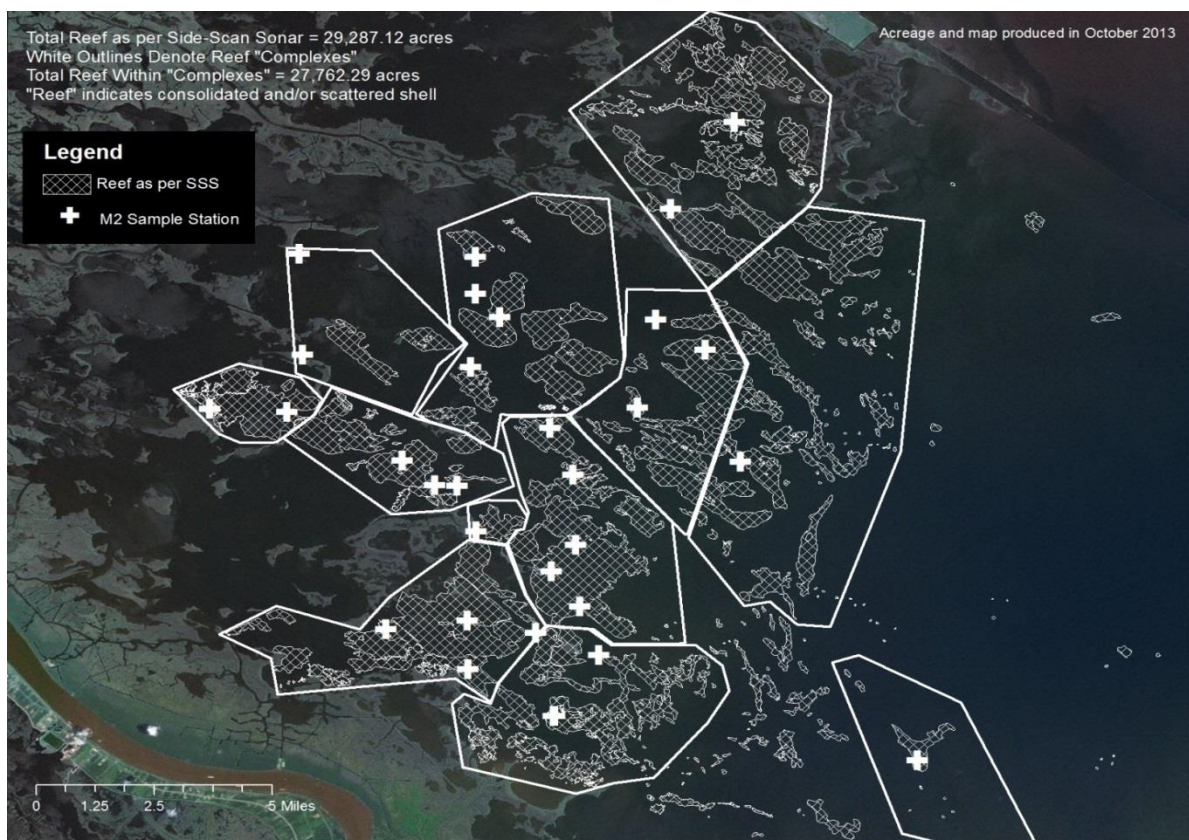 Total Reef as per Side-Scan Sonar = 29,287.12 acres
White Outlines Denote Reef "Complexes"
Total Reef Within "Complexes" = 27,762.29 acres
"Reef" indicates consolidated and/or scattered shell
Acreage and map produced in October 2013
Legend
Reef as per SSS
M2 Sample Station
0 1.25 2.5 5 Miles